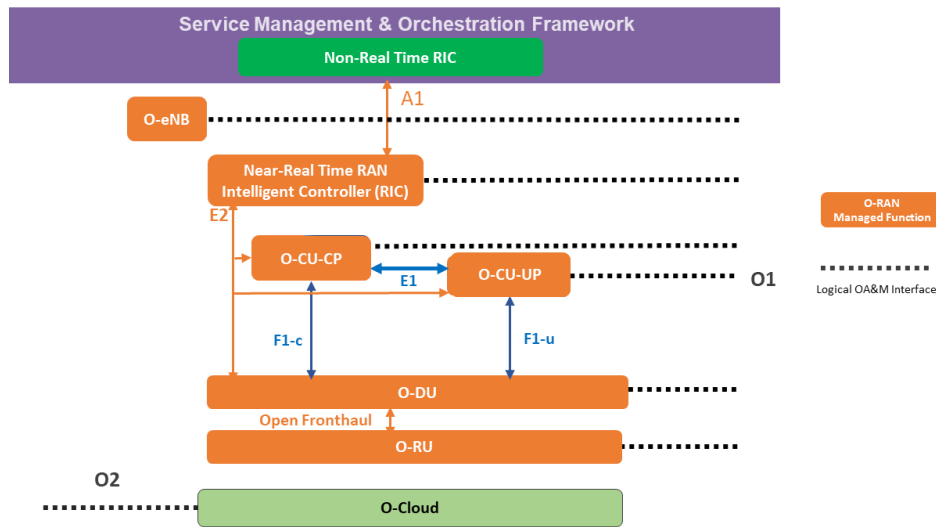 Service Management & Orchestration Framework
Non-Real Time RIC
A1
O-eNB
Near-Real Time RAN
Intelligent Controller (RIC)
E2
O-RAN
Managed Function
O-CU-CP
E1
O-CU-UP
O1
Logical OA&M Interface
F1-c
F1-u
O-DU
Open Fronthaul
O-RU
O2
O-Cloud